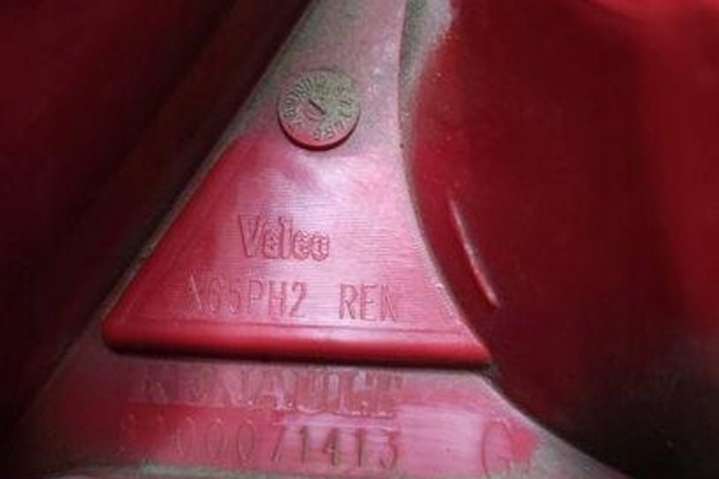 Valeo
X65PH2 REN
RENAULT
8200071413 G